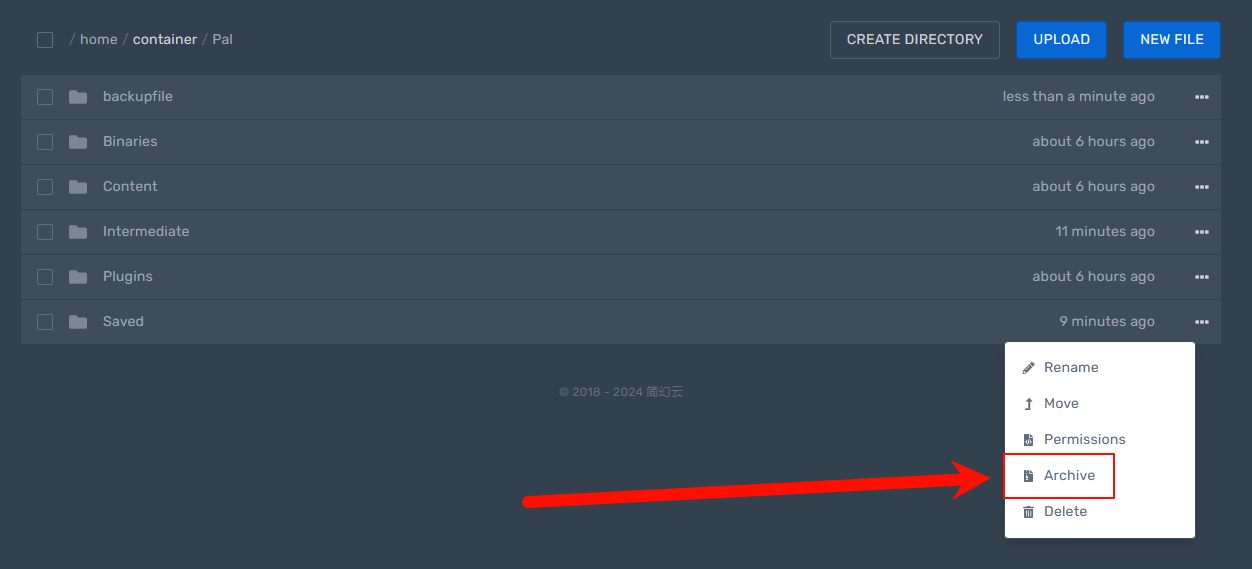 / home / container / Pal CREATE DIRECTORY UPLOAD NEW FILE
backupfile less than a minute ago
Binaries about 6 hours ago
Content about 6 hours ago
Intermediate 11 minutes ago
Plugins about 6 hours ago
Saved 9 minutes ago
Rename
© 2018 - 2024 简幻云
Move
Permissions
Archive
Delete